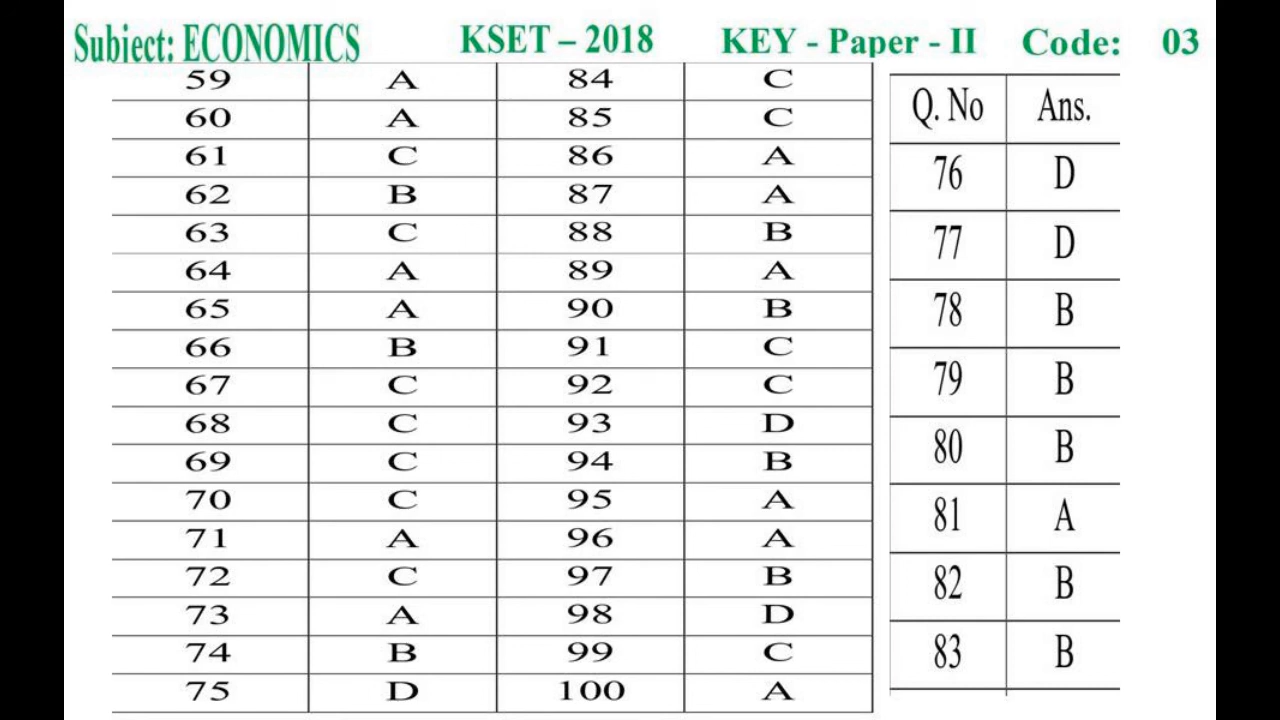 Subject: ECONOMICS KSET – 2018 KEY - Paper - II Code: 03
59 A 84 C
60 A 85 C
61 C 86 A
62 B 87 A
63 C 88 B
64 A 89 A
65 A 90 B
66 B 91 C
67 C 92 C
68 C 93 D
69 C 94 B
70 C 95 A
71 A 96 A
72 C 97 B
73 A 98 D
74 B 99 C
75 D 100 A
Q. No Ans.
76 D
77 D
78 B
79 B
80 B
81 A
82 B
83 B